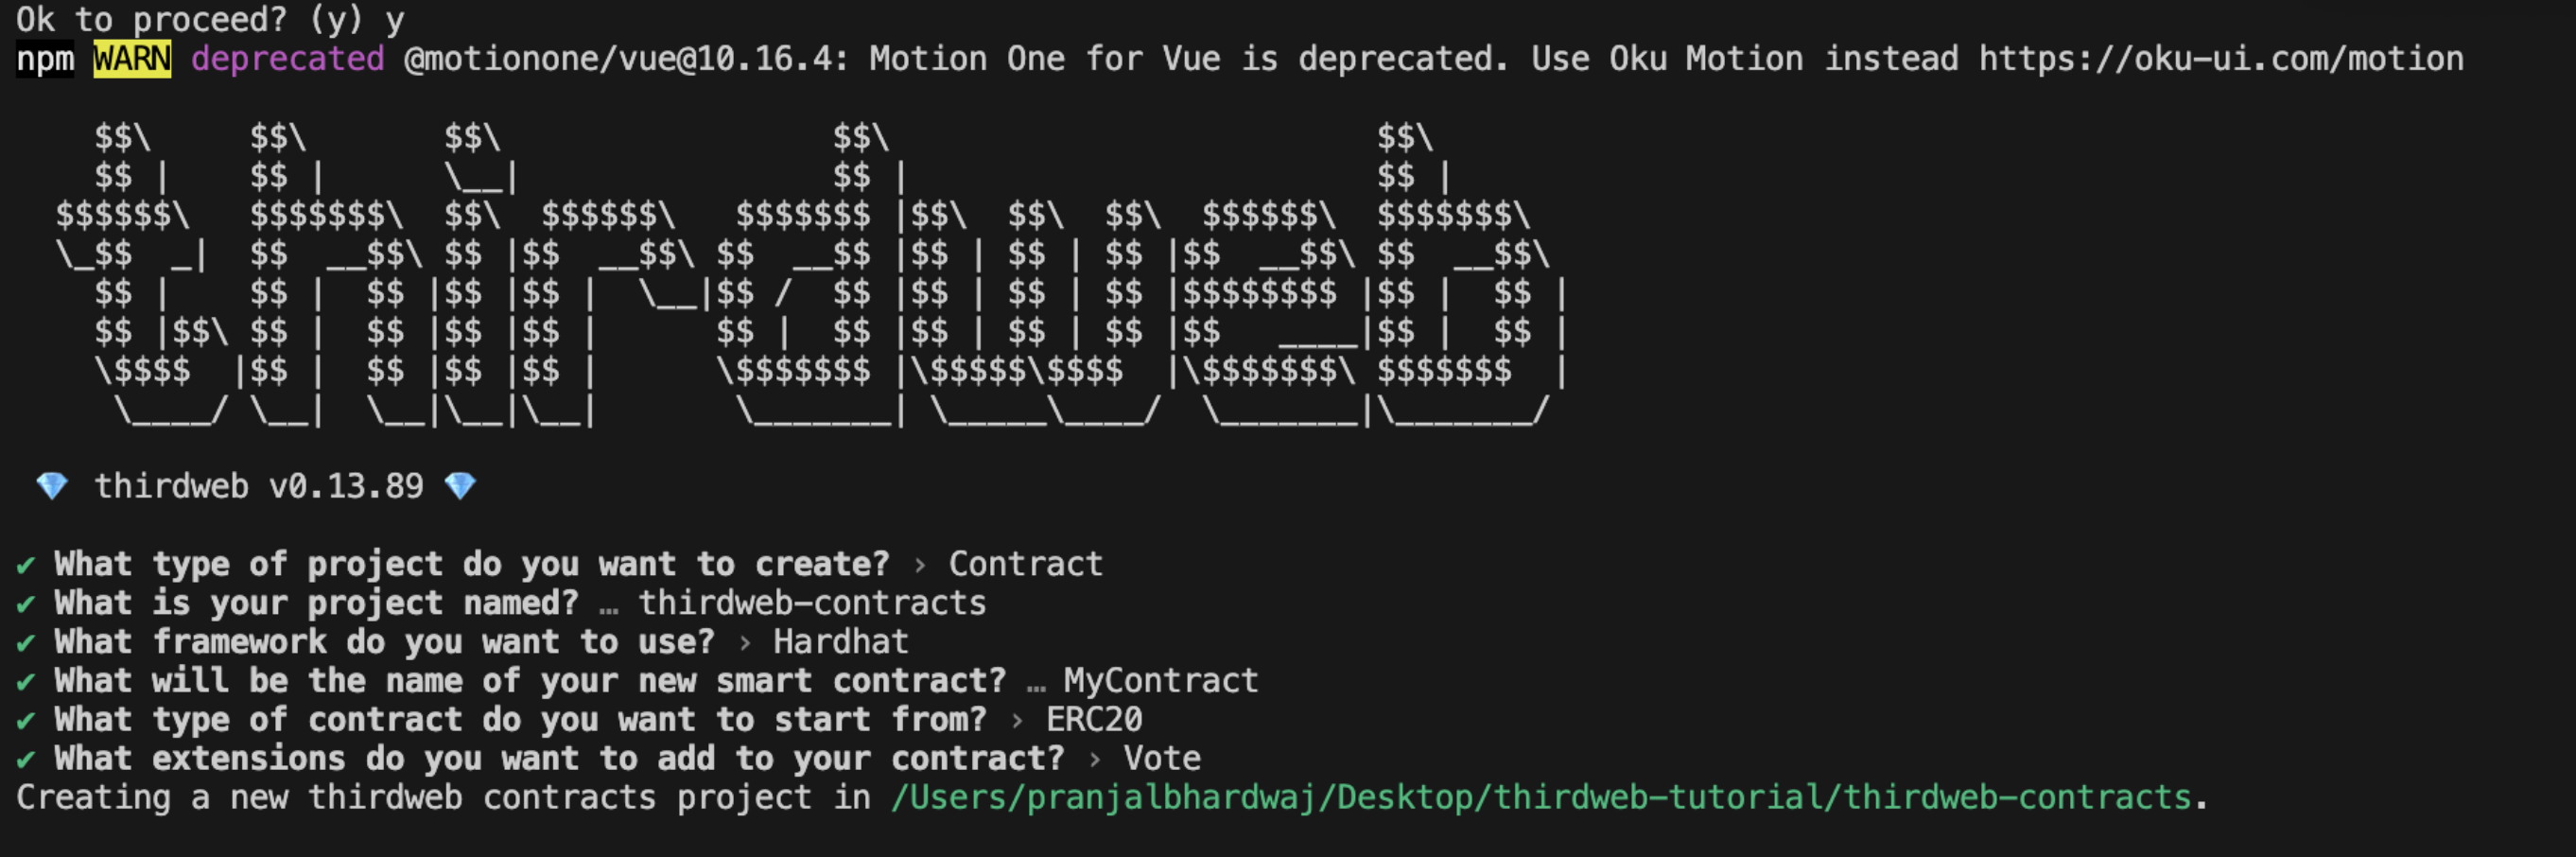 Ok to proceed? (y) y
npm WARN deprecated @motionone/vue@10.16.4: Motion One for Vue is deprecated. Use Oku Motion instead https://oku-ui.com/motion
    $$\     $$\       $$\                 $$\                         $$\
    $$ |    $$ |      \__|                $$ |                        $$ |
  $$$$$$\   $$$$$$$\  $$\  $$$$$$\   $$$$$$$ |$$\  $$\  $$\  $$$$$$\  $$$$$$$\
  \_$$  _|  $$  __$$\ $$ |$$  __$$\ $$  __$$ |$$ | $$ | $$ |$$  __$$\ $$  __$$\
    $$ |    $$ |  $$ |$$ |$$ |  \__|$$ /  $$ |$$ | $$ | $$ |$$$$$$$$ |$$ |  $$ |
    $$ |$$\ $$ |  $$ |$$ |$$ |      $$ |  $$ |$$ | $$ | $$ |$$   ____|$$ |  $$ |
    \$$$$  |$$ |  $$ |$$ |$$ |      \$$$$$$$ |\$$$$$\$$$$  |\$$$$$$$\ $$$$$$$  |
     \____/ \__|  \__|\__|\__|       \_______| \_____\____/  \_______|\_______/
💎 thirdweb v0.13.89 💎
✔ What type of project do you want to create? › Contract
✔ What is your project named? … thirdweb-contracts
✔ What framework do you want to use? › Hardhat
✔ What will be the name of your new smart contract? … MyContract
✔ What type of contract do you want to start from? › ERC20
✔ What extensions do you want to add to your contract? › Vote
Creating a new thirdweb contracts project in /Users/pranjalbhardwaj/Desktop/thirdweb-tutorial/thirdweb-contracts.